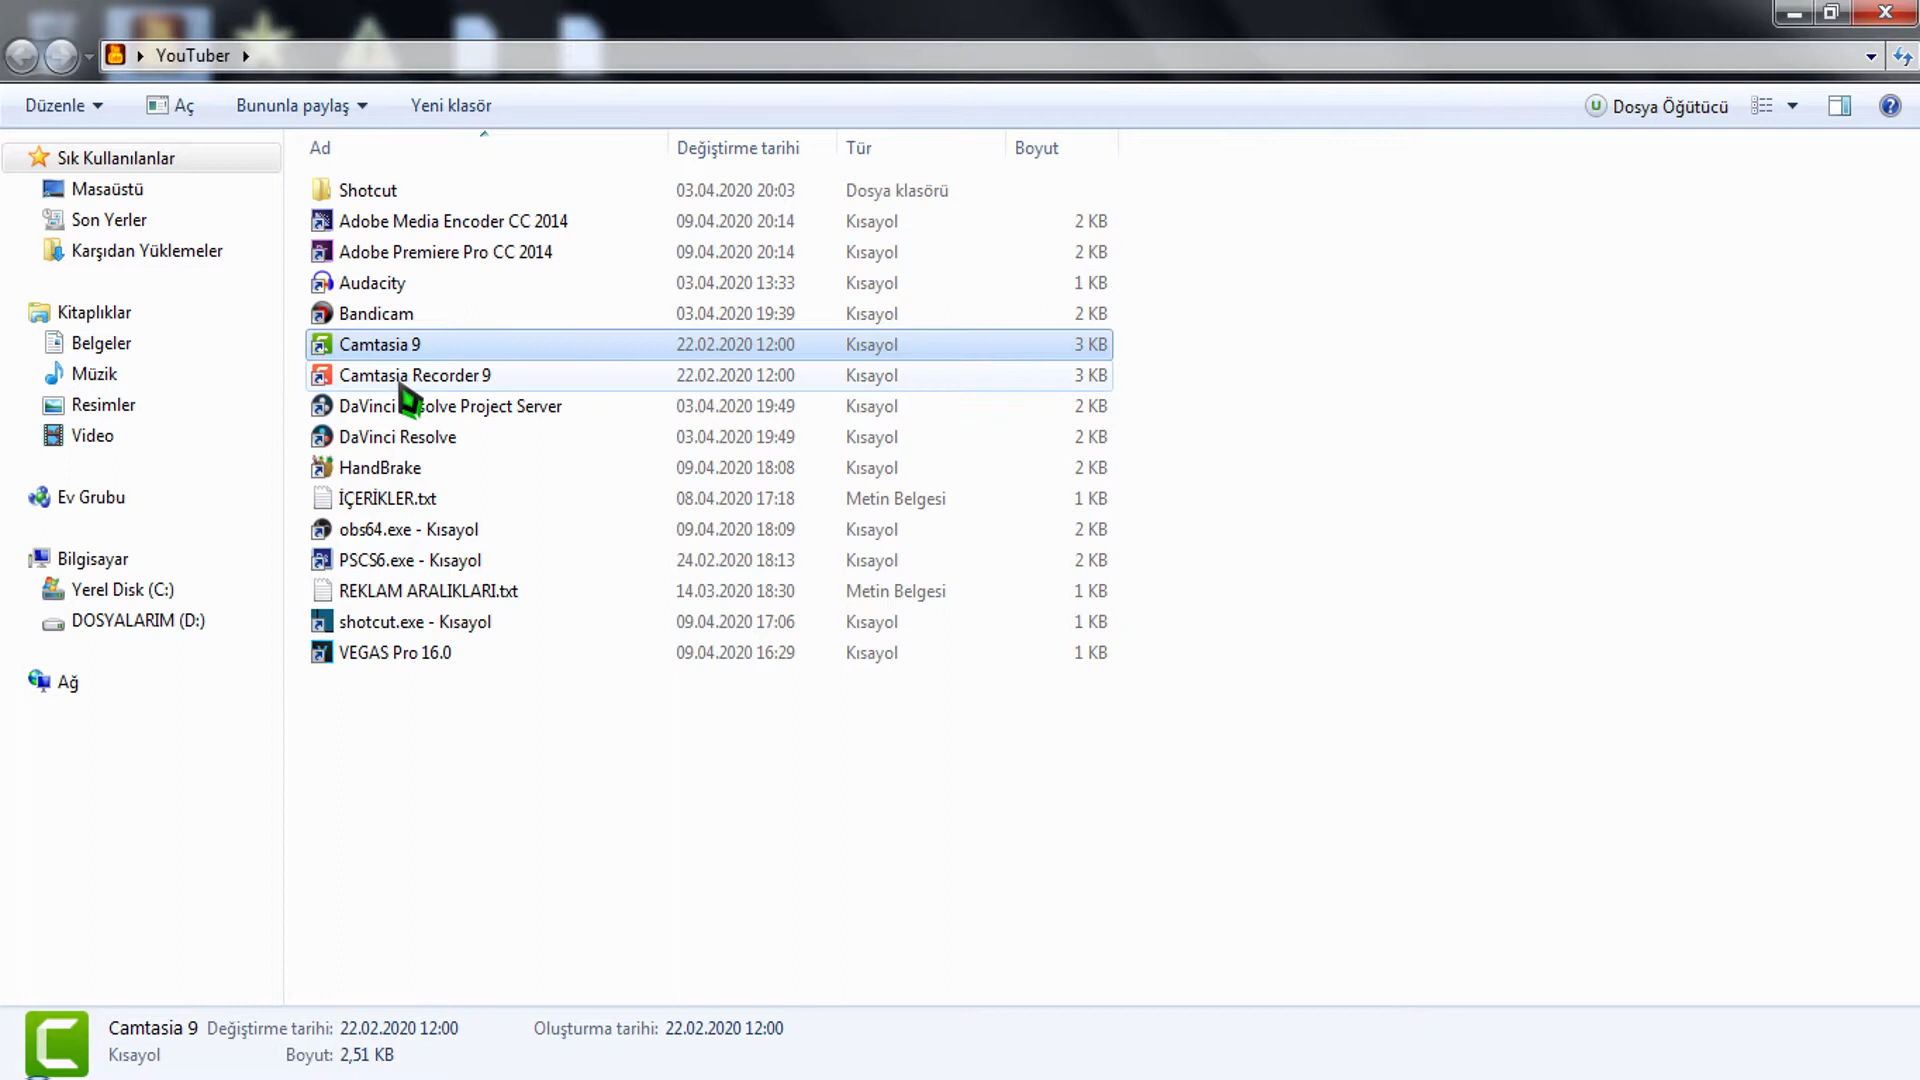 YouTuber
Düzenle Aç Bununla paylaş Yeni klasör Dosya Öğütücü
Ad Değiştirme tarihi Tür Boyut
Sık Kullanılanlar
Masaüstü
Son Yerler
Karşıdan Yüklemeler
Kitaplıklar
Belgeler
Müzik
Resimler
Video
Ev Grubu
Bilgisayar
Yerel Disk (C:)
DOSYALARIM (D:)
Ağ
Shotcut 03.04.2020 20:03 Dosya klasörü
Adobe Media Encoder CC 2014 09.04.2020 20:14 Kısayol 2 KB
Adobe Premiere Pro CC 2014 09.04.2020 20:14 Kısayol 2 KB
Audacity 03.04.2020 13:33 Kısayol 1 KB
Bandicam 03.04.2020 19:39 Kısayol 2 KB
Camtasia 9 22.02.2020 12:00 Kısayol 3 KB
Camtasia Recorder 9 22.02.2020 12:00 Kısayol 3 KB
DaVinci solve Project Server 03.04.2020 19:49 Kısayol 2 KB
DaVinci Resolve 03.04.2020 19:49 Kısayol 2 KB
HandBrake 09.04.2020 18:08 Kısayol 2 KB
İÇERİKLER.txt 08.04.2020 17:18 Metin Belgesi 1 KB
obs64.exe - Kısayol 09.04.2020 18:09 Kısayol 2 KB
PSCS6.exe - Kısayol 24.02.2020 18:13 Kısayol 2 KB
REKLAM ARALIKLARI.txt 14.03.2020 18:30 Metin Belgesi 1 KB
shotcut.exe - Kısayol 09.04.2020 17:06 Kısayol 1 KB
VEGAS Pro 16.0 09.04.2020 16:29 Kısayol 1 KB
Camtasia 9 Değiştirme tarihi: 22.02.2020 12:00 Oluşturma tarihi: 22.02.2020 12:00
Kısayol Boyut: 2,51 KB